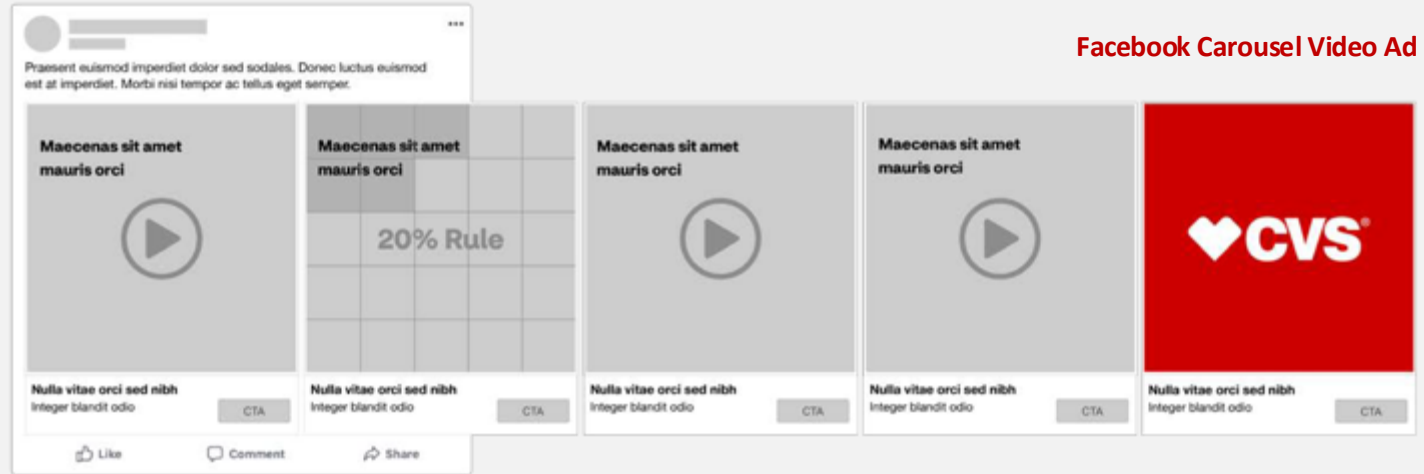 Facebook Carousel Video Ad
Praesent euismod imperdiet dolor sed sodales. Donec luctus euismod
est at imperdiet. Morbi nisi tempor ac tellus eget semper.
Maecenas sit amet
mauris orci
Nulla vitae orci sed nibh
Integer blandit odio
CTA
Maecenas sit amet
mauris orci
20% Rule
Nulla vitae orci sed nibh
Integer blandit odio
CTA
Maecenas sit amet
mauris orci
Nulla vitae orci sed nibh
Integer blandit odio
CTA
Maecenas sit amet
mauris orci
Nulla vitae orci sed nibh
Integer blandit odio
CTA
CVS®
Nulla vitae orci sed nibh
Integer blandit odio
CTA
Like
Comment
Share